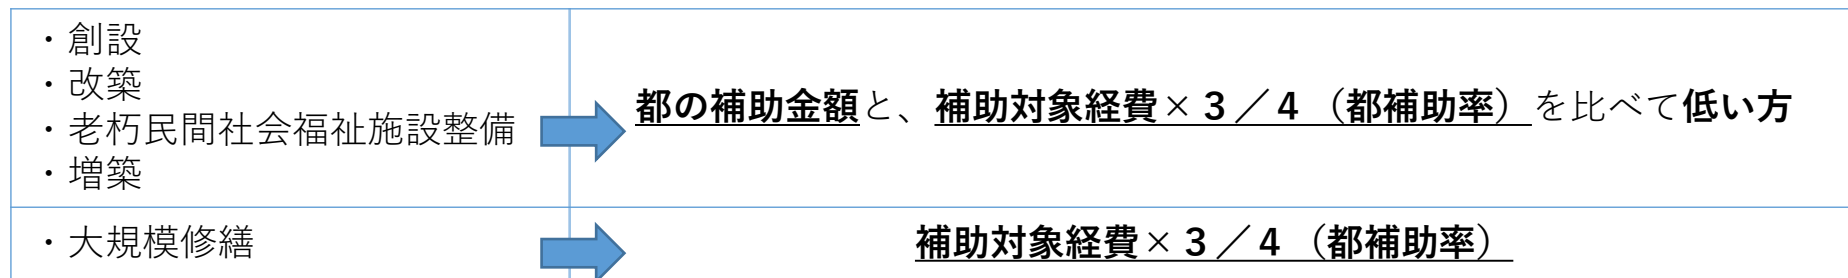 ・創設
・改築
・老朽民間社会福祉施設整備
・増築
都の補助金額と、補助対象経費×３／４（都補助率）を比べて低い方
・大規模修繕
補助対象経費×３／４（都補助率）